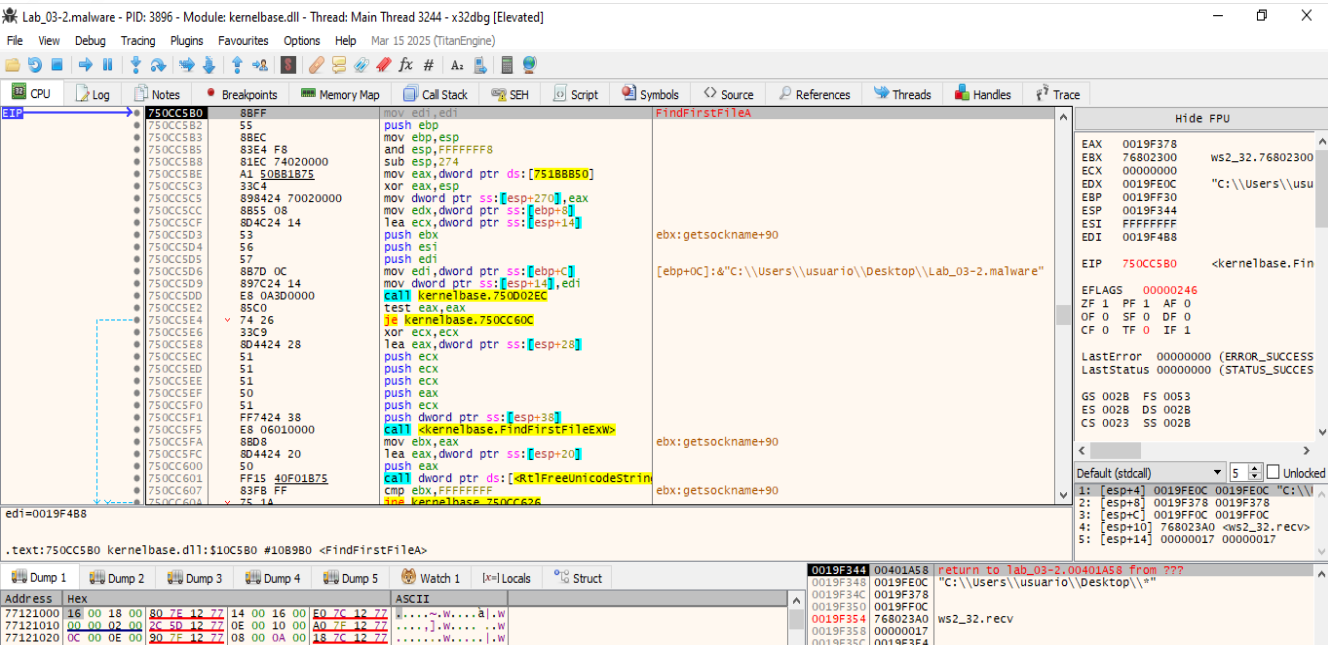 Lab_03-2.malware - PID: 3896 - Module: kernelbase.dll - Thread: Main Thread 3244 - x32dbg [Elevated]
File View Debug Tracing Plugins Favourites Options Help Mar 15 2025 (TitanEngine)
CPU Log Notes Breakpoints Memory Map Call Stack SEH Script Symbols Source References Threads Handles Trace
EIP 750CC5B0 8BFF mov edi,edi FindFirstFileA
750CC5B2 55 push ebp
750CC5B3 8BEC mov ebp,esp
750CC5B5 83E4 F8 and esp,FFFFFFF8
750CC5B8 81EC 74020000 sub esp,274
750CC5BE A1 50BB1B75 mov eax,dword ptr ds:[751BBB50]
750CC5C3 33C4 xor eax,esp
750CC5C5 898424 70020000 mov dword ptr ss:[esp+270],eax
750CC5CC 8B55 08 mov edx,dword ptr ss:[ebp+8]
750CC5CF 8D4C24 14 lea ecx,dword ptr ss:[esp+14]
750CC5D3 53 push ebx ebx:getsockname+90
750CC5D4 56 push esi
750CC5D5 57 push edi
750CC5D6 8B7D 0C mov edi,dword ptr ss:[ebp+C] [ebp+0C]:&"C:\\Users\\usuario\\Desktop\\Lab_03-2.malware"
750CC5D9 897C24 14 mov dword ptr ss:[esp+14],edi
750CC5DD E8 0A3D0000 call kernelbase.750D02EC
750CC5E2 85C0 test eax,eax
750CC5E4 74 26 je kernelbase.750CC60C
750CC5E6 33C9 xor ecx,ecx
750CC5E8 8D4424 28 lea eax,dword ptr ss:[esp+28]
750CC5EC 51 push ecx
750CC5ED 51 push ecx
750CC5EE 51 push ecx
750CC5EF 50 push eax
750CC5F0 51 push ecx
750CC5F1 FF7424 38 push dword ptr ss:[esp+38]
750CC5F5 E8 06010000 call <kernelbase.FindFirstFileExW>
750CC5FA 8BD8 mov ebx,eax ebx:getsockname+90
750CC5FC 8D4424 20 lea eax,dword ptr ss:[esp+20]
750CC600 50 push eax
750CC601 FF15 40F01B75 call dword ptr ds:[<RtlFreeUnicodeString
750CC607 83FB FF cmp ebx,FFFFFFFF ebx:getsockname+90
750CC60A 75 1A jne kernelbase.750CC626
Hide FPU
EAX 0019F378
EBX 76802300 ws2_32.76802300
ECX 00000000
EDX 0019FE0C "C:\\Users\\usu
EBP 0019FF30
ESP 0019F344
ESI FFFFFFFF
EDI 0019F4B8
EIP 750CC5B0 <kernelbase.Fin
EFLAGS 00000246
ZF 1 PF 1 AF 0
OF 0 SF 0 DF 0
CF 0 TF 0 IF 1
LastError 00000000 (ERROR_SUCCESS
LastStatus 00000000 (STATUS_SUCCES
GS 002B FS 0053
ES 002B DS 002B
CS 0023 SS 002B
Default (stdcall) 5 Unlocked
1: [esp+4] 0019FE0C 0019FE0C "C:\\
2: [esp+8] 0019F378 0019F378
3: [esp+C] 0019FF0C 0019FF0C
4: [esp+10] 768023A0 <ws2_32.recv>
5: [esp+14] 00000017 00000017
edi=0019F4B8
.text:750CC5B0 kernelbase.dll:$10C5B0 #10B9B0 <FindFirstFileA>
Dump 1 Dump 2 Dump 3 Dump 4 Dump 5 Watch 1 [x=] Locals Struct
Address Hex ASCII
77121000 16 00 18 00 80 7E 12 77 14 00 16 00 E0 7C 12 77 .....~.w....à|.w
77121010 00 00 02 00 2C 5D 12 77 0E 00 10 00 A0 7F 12 77 ....,].w.... ..w
77121020 0C 00 0E 00 90 7F 12 77 08 00 0A 00 18 7C 12 77 .......w.....|.w
0019F344 00401A58 return to lab_03-2.00401A58 from ???
0019F348 0019FE0C "C:\\Users\\usuario\\Desktop\\*"
0019F34C 0019F378
0019F350 0019FF0C
0019F354 768023A0 ws2_32.recv
0019F358 00000017
0019F35C 0019F3E4